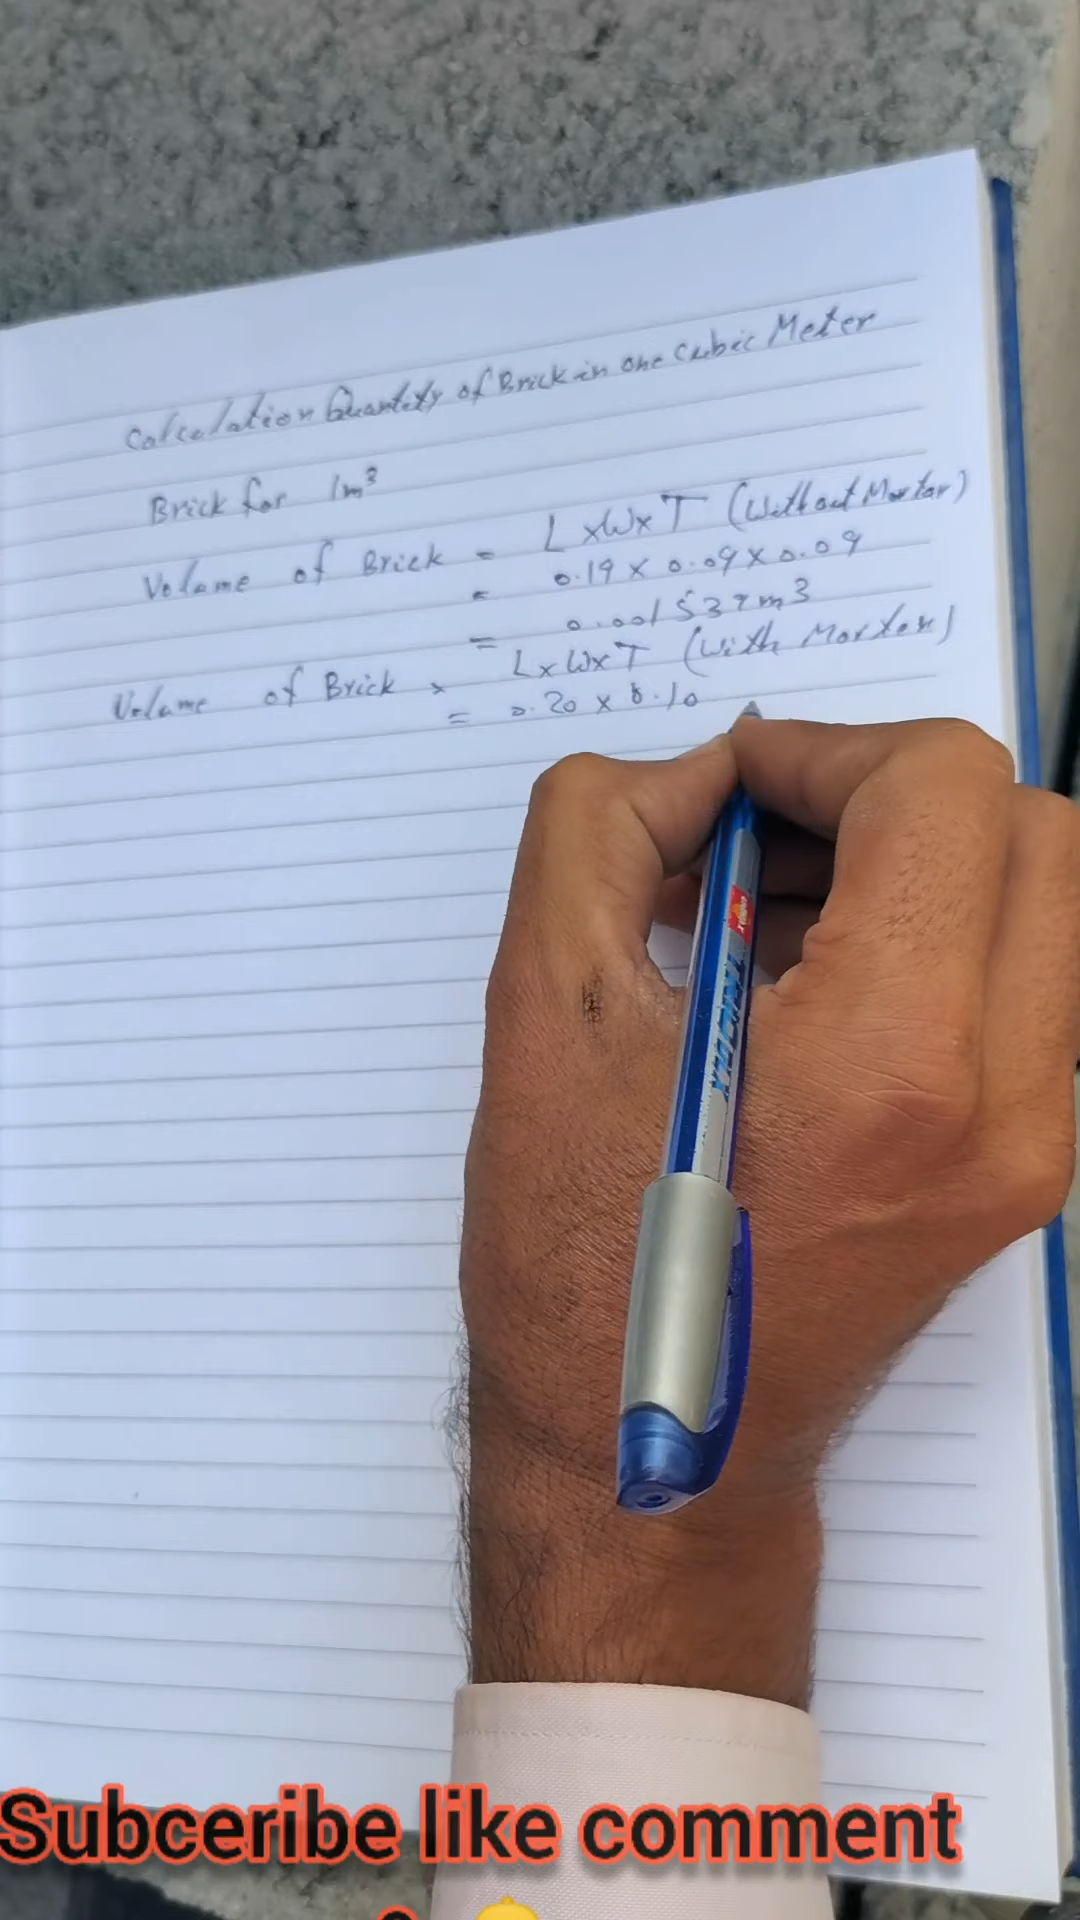 Calculation Quantity of Brick in one Cubic Meter
Brick for 1m³
Volume of Brick = L x W x T (Without Mortar)
= 0.19 x 0.09 x 0.09
= 0.001539m3
Volume of Brick = L x W x T (With Mortar)
= 0.20 x 0.10
Subceribe like comment